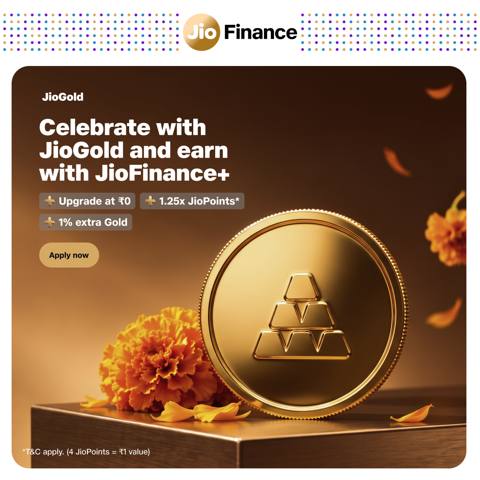 Jio Finance
JioGold
Celebrate with
JioGold and earn
with JioFinance+
Upgrade at ₹0
1.25x JioPoints*
1% extra Gold
Apply now
*T&C apply. (4 JioPoints = ₹1 value)